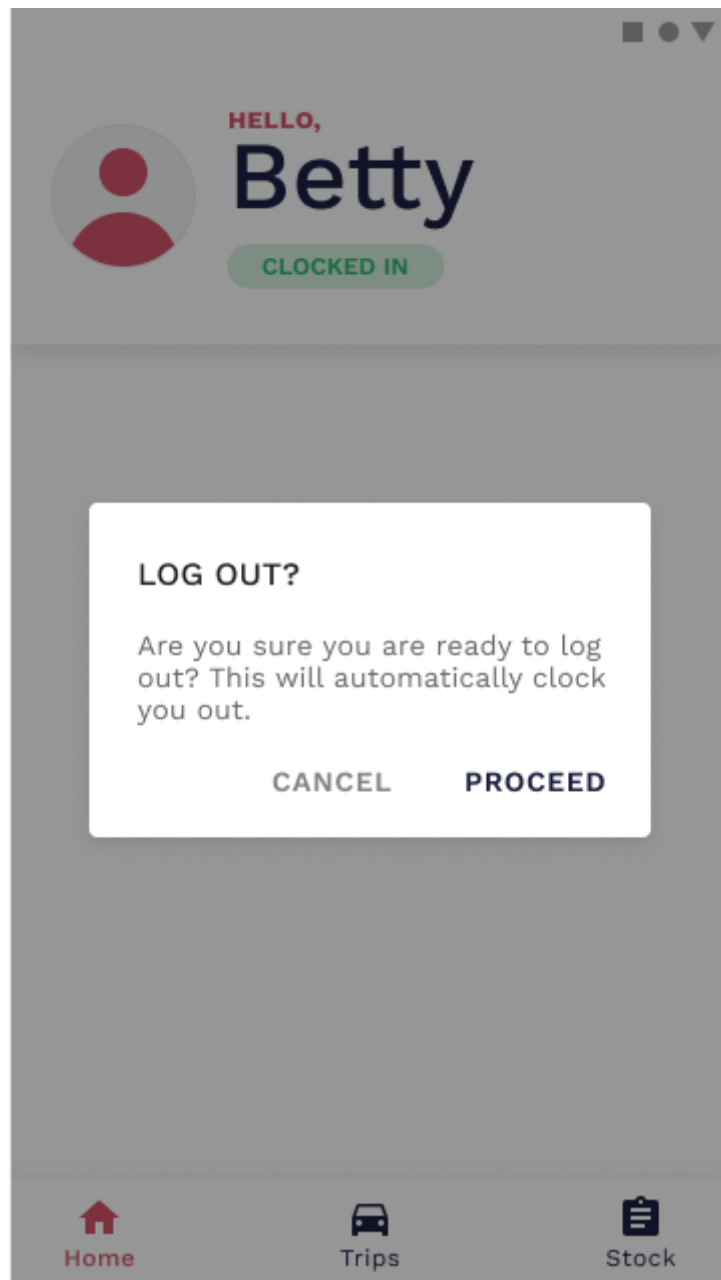 HELLO,
Betty
CLOCKED IN
LOG OUT?
Are you sure you are ready to log
out? This will automatically clock
you out.
CANCEL PROCEED
Home Trips Stock